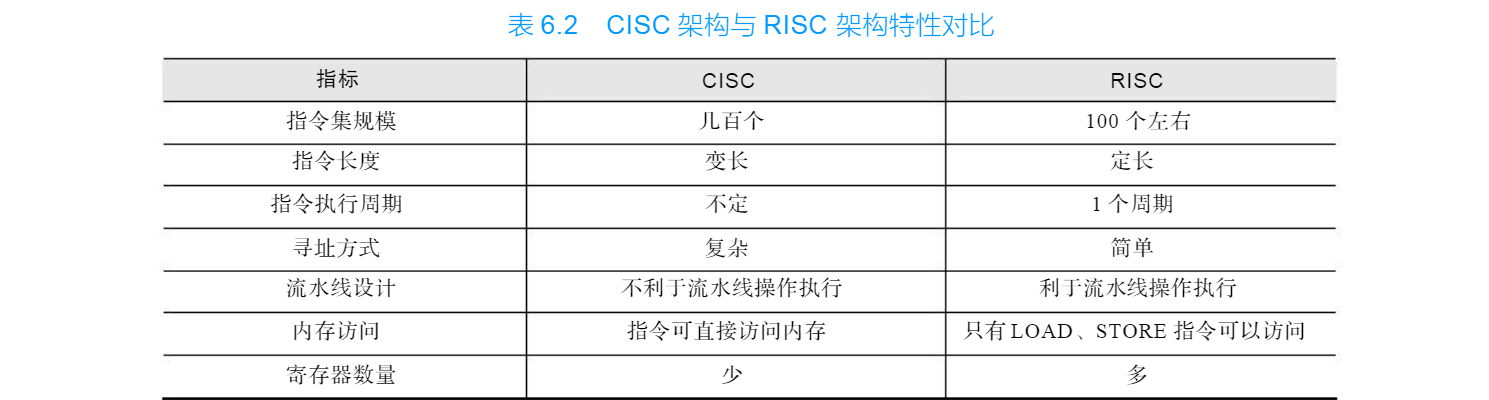 表 6.2 CISC 架构与 RISC 架构特性对比
指标 CISC RISC
指令集规模 几百个 100 个左右
指令长度 变长 定长
指令执行周期 不定 1 个周期
寻址方式 复杂 简单
流水线设计 不利于流水线操作执行 利于流水线操作执行
内存访问 指令可直接访问内存 只有 LOAD、STORE 指令可以访问
寄存器数量 少 多